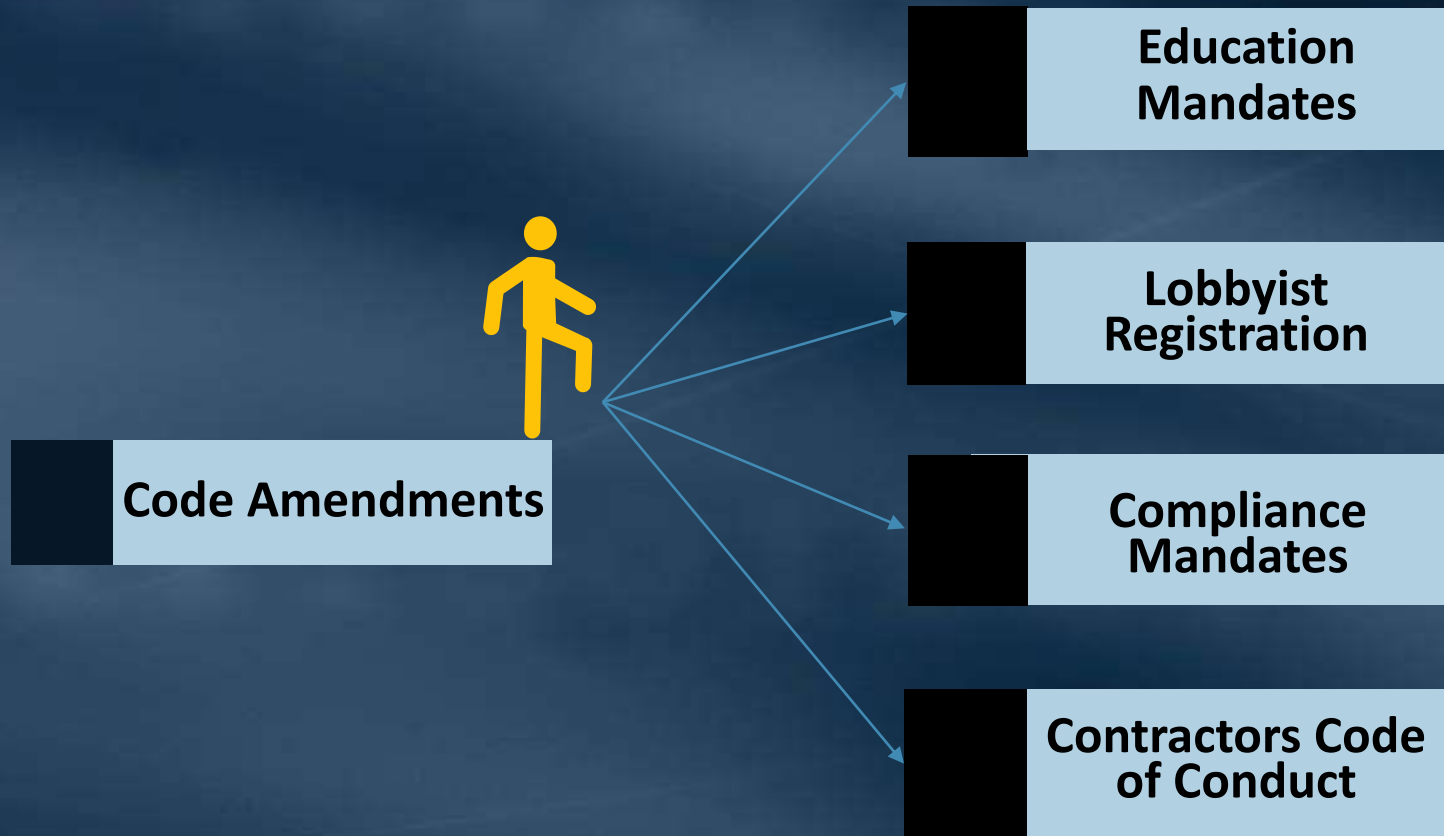 Education
Mandates
Lobbyist
Registration
Code Amendments
Compliance
Mandates
Contractors Code
of Conduct